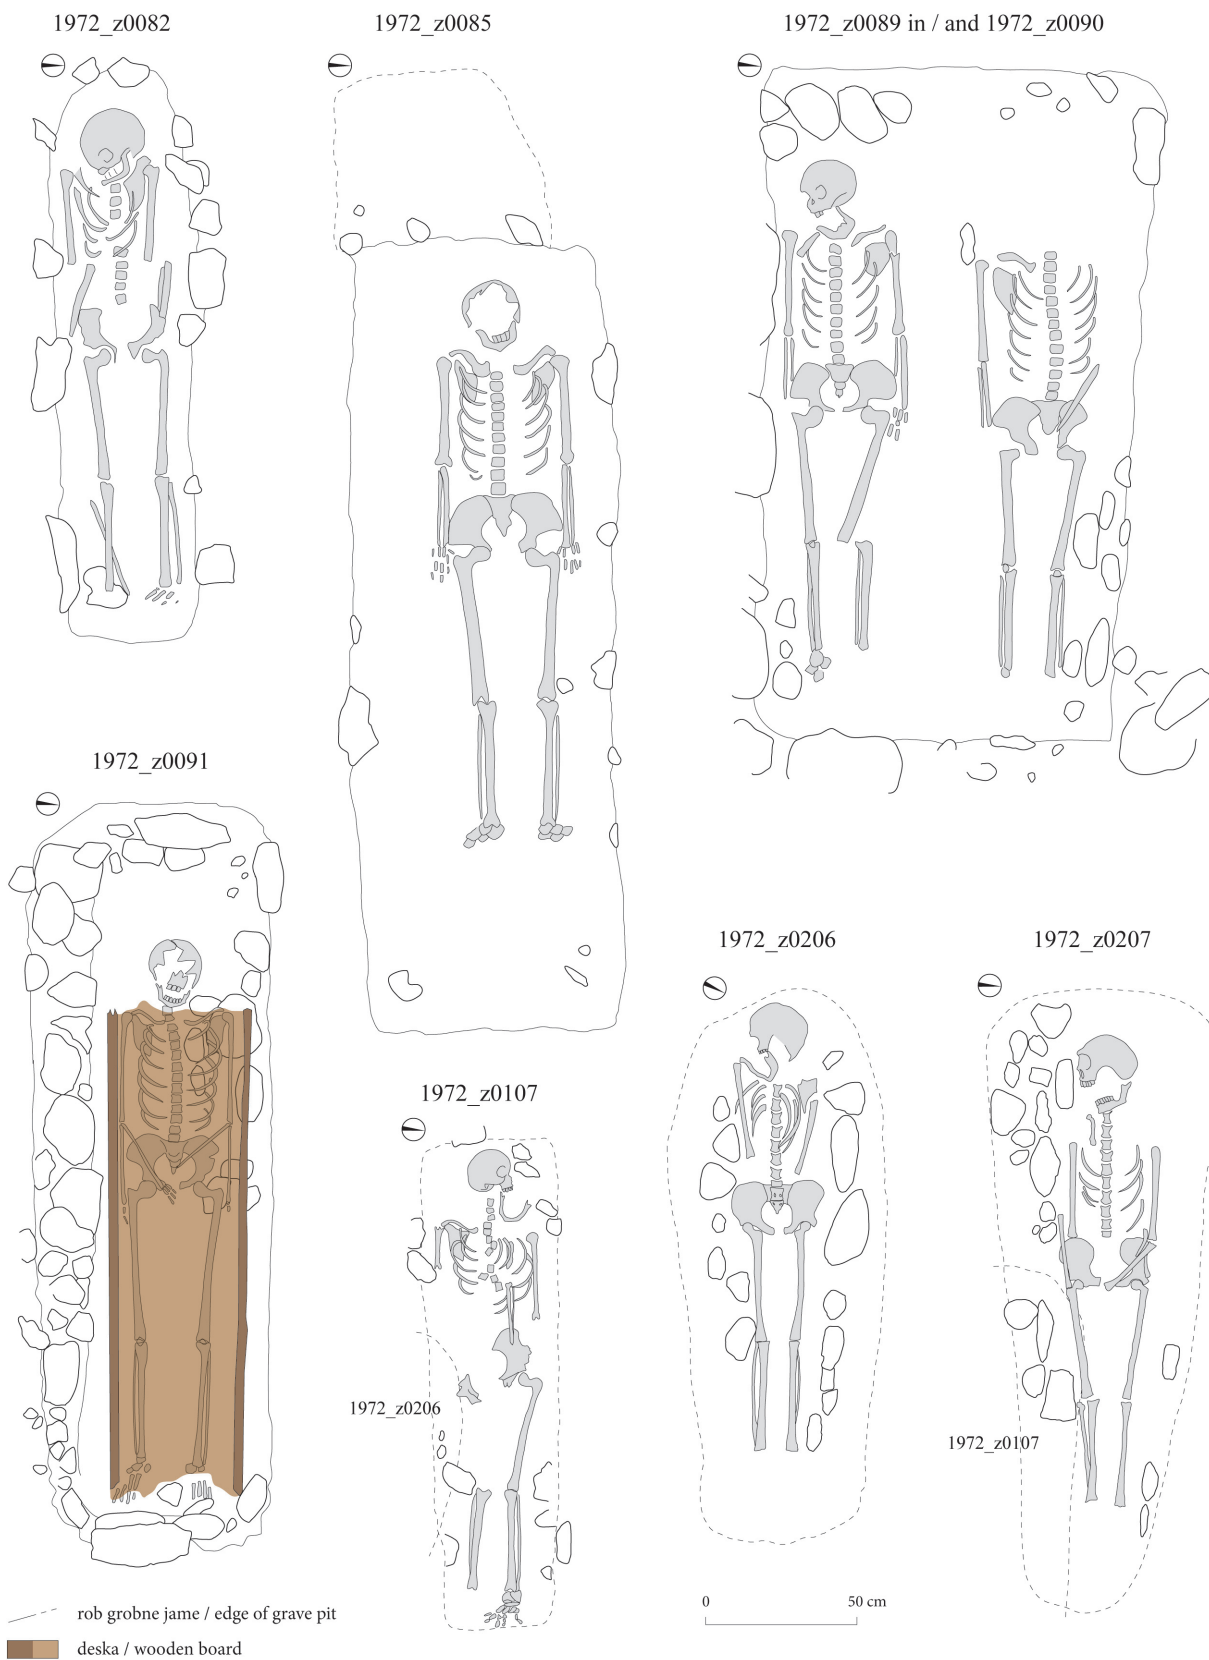 1972_z0082
1972_z0085
1972_z0089 in / and 1972_z0090
1972_z0091
1972_z0206
1972_z0207
1972_z0107
1972_z0206
1972_z0107
0 50 cm
rob grobne jame / edge of grave pit
deska / wooden board